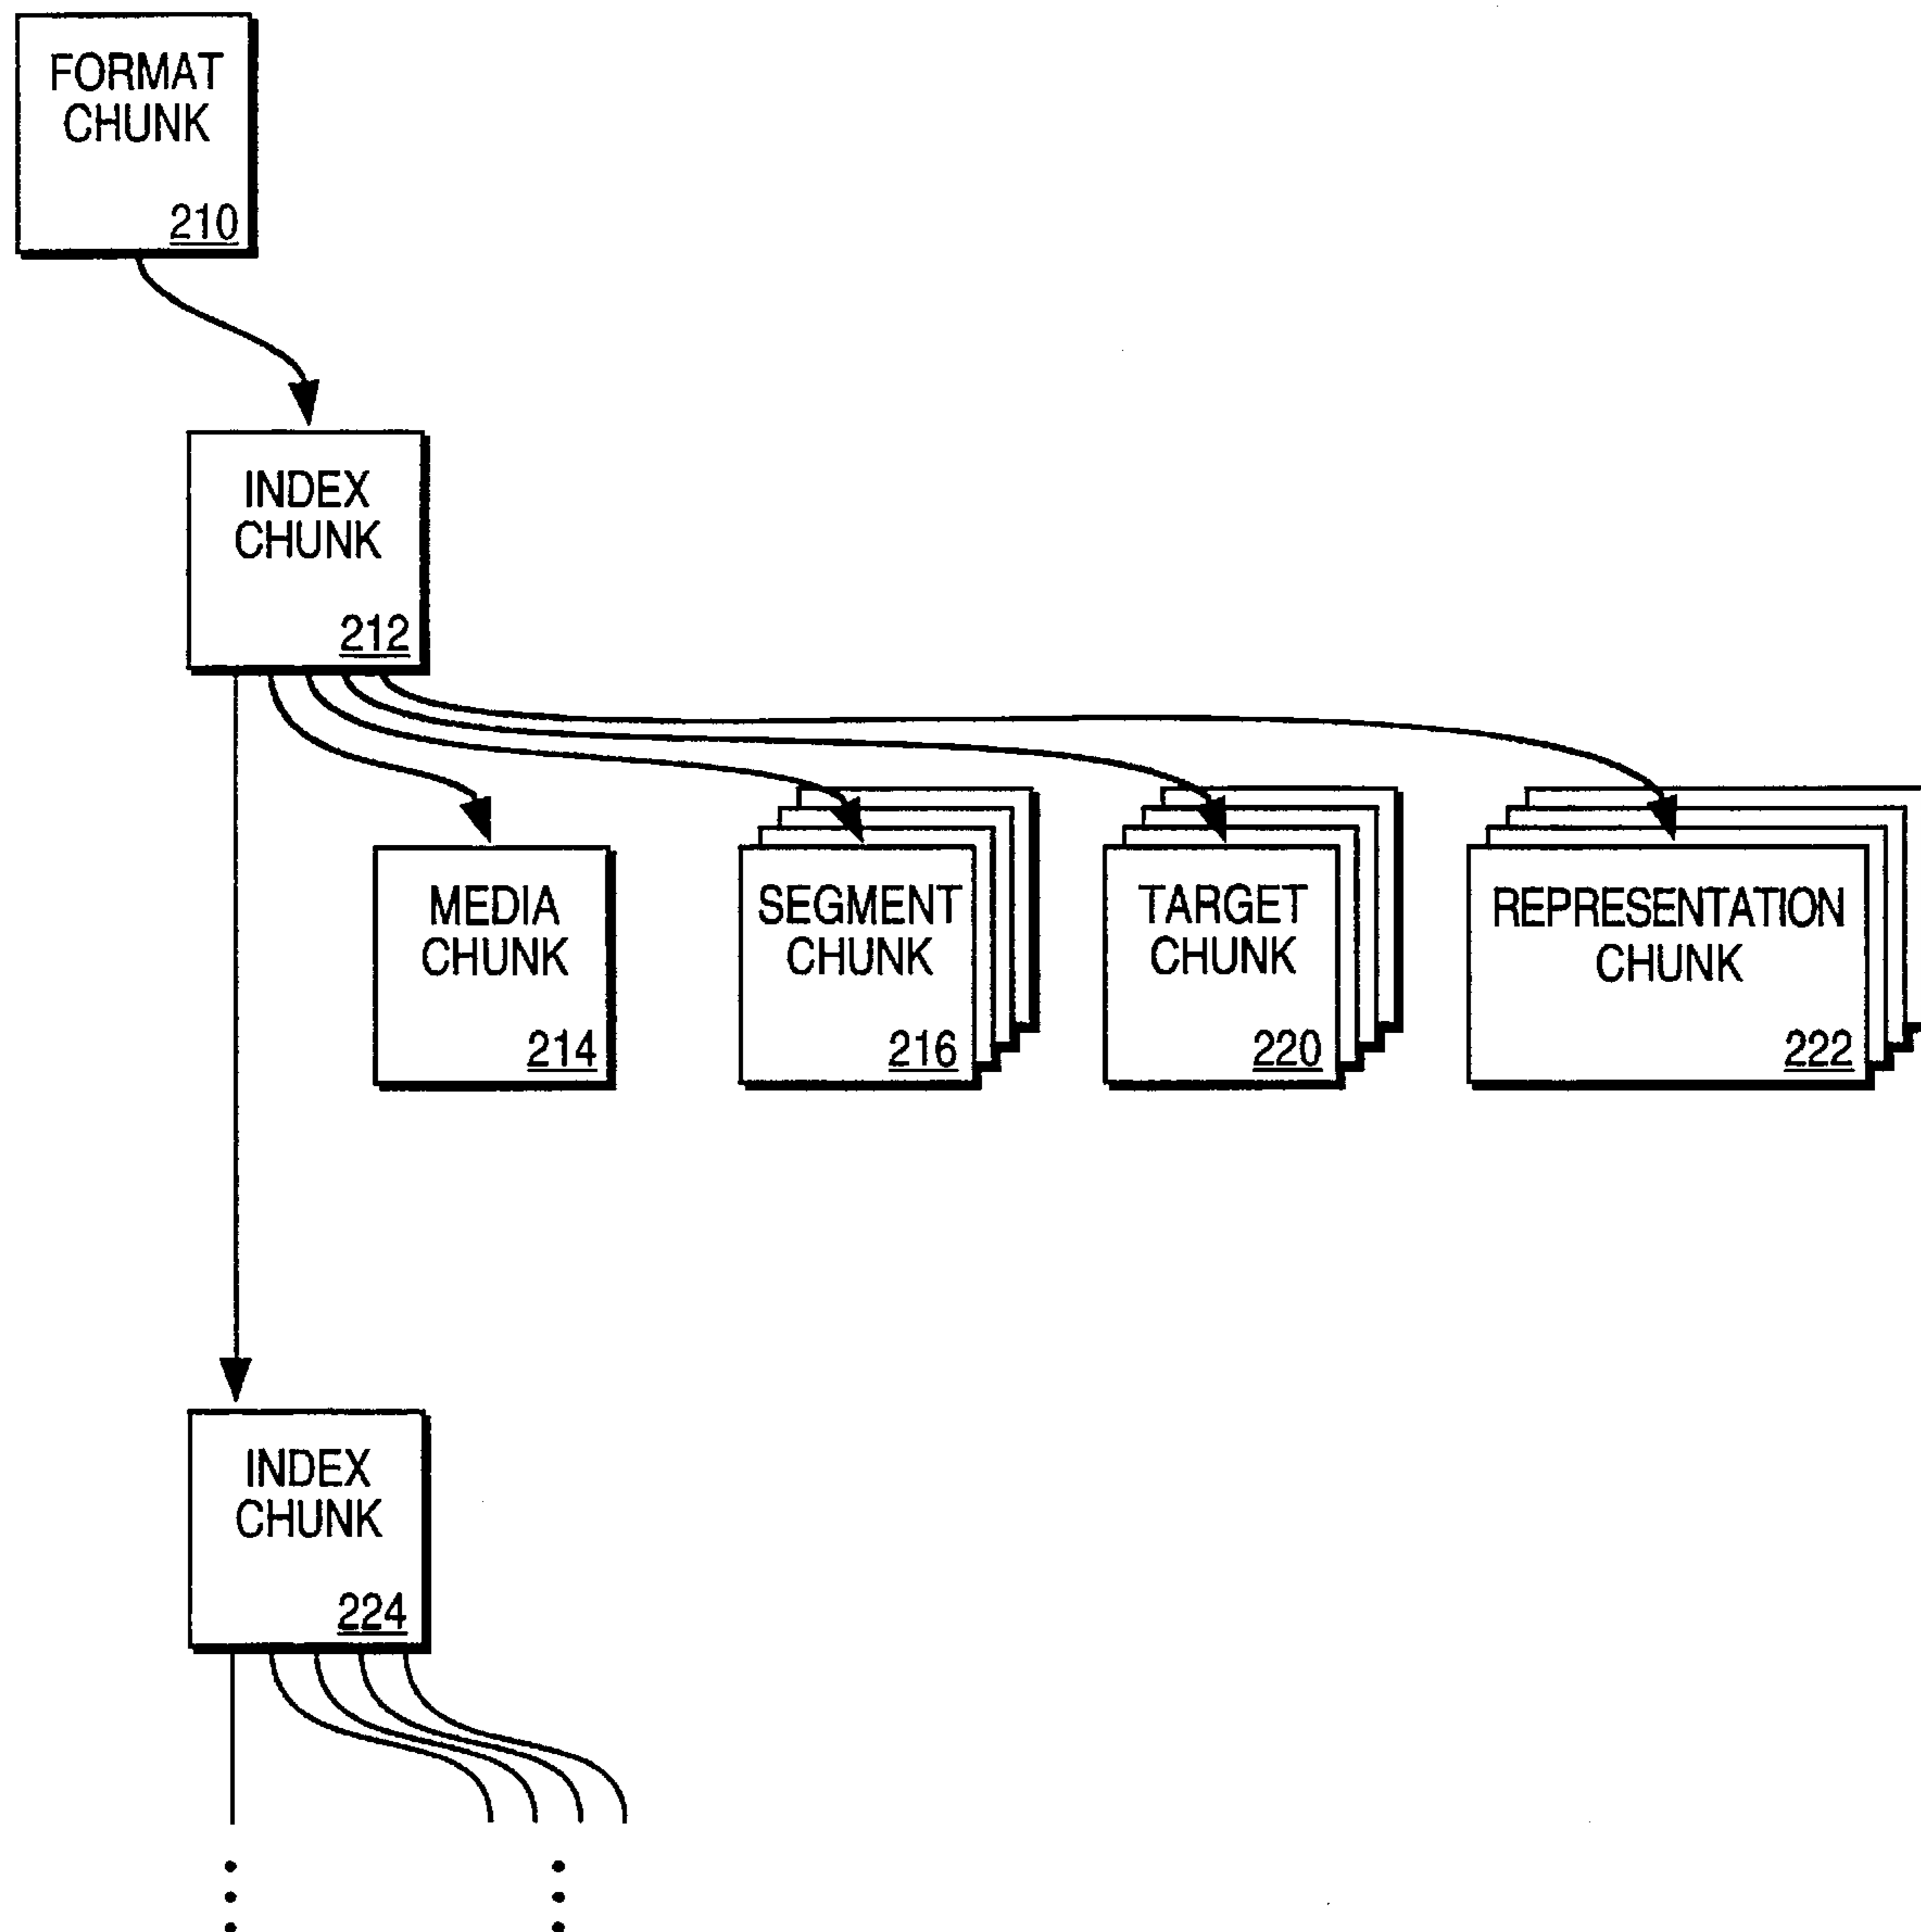 FORMAT
CHUNK
210
INDEX
CHUNK
212
MEDIA
CHUNK
214
SEGMENT
CHUNK
216
TARGET
CHUNK
220
REPRESENTATION
CHUNK
222
INDEX
CHUNK
224